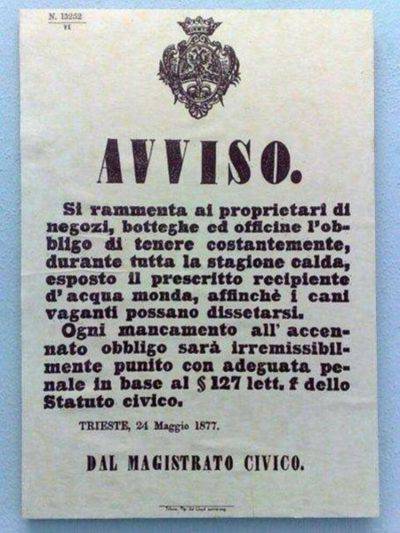 N. 15252
VI
AVVISO.
Si rammenta ai proprietari di
negozi, botteghe ed officine l'ob-
bligo di tenere costantemente,
durante tutta la stagione calda,
esposto il prescritto recipiente
d'acqua monda, affinchè i cani
vaganti possano dissetarsi.
Ogni mancamento all'accen-
nato obbligo sarà irremissibil-
mente punito con adeguata pe-
nale in base al § 127 lett. f dello
Statuto civico.
TRIESTE, 24 Maggio 1877.
DAL MAGISTRATO CIVICO.